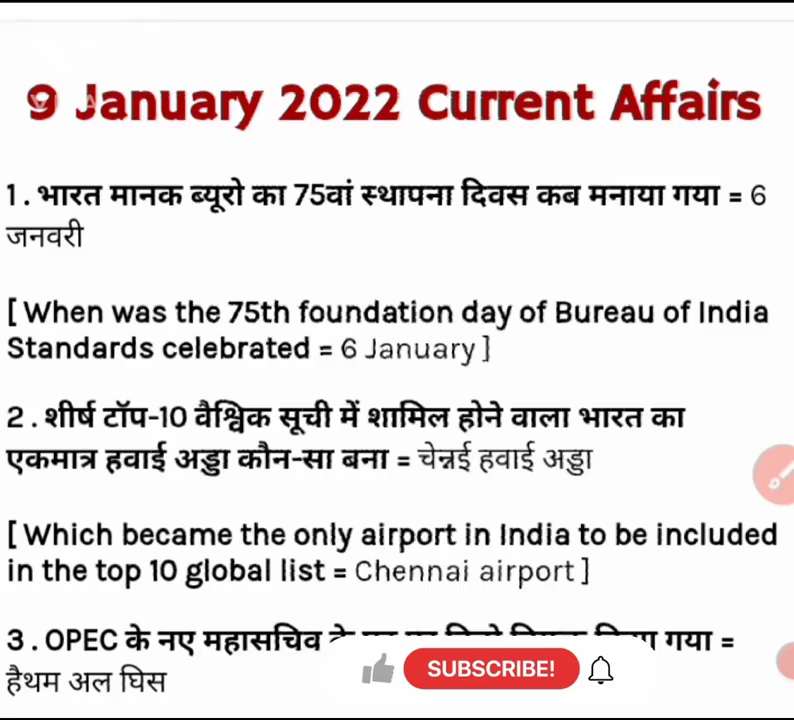 9 January 2022 Current Affairs
1. भारत मानक ब्यूरो का 75वां स्थापना दिवस कब मनाया गया = 6
जनवरी
[ When was the 75th foundation day of Bureau of India
Standards celebrated = 6 January ]
2. शीर्ष टॉप-10 वैश्विक सूची में शामिल होने वाला भारत का
एकमात्र हवाई अड्डा कौन-सा बना = चेन्नई हवाई अड्डा
[ Which became the only airport in India to be included
in the top 10 global list = Chennai airport ]
3. OPEC के नए महासचिव गया =
हैथम अल घिस
SUBSCRIBE!